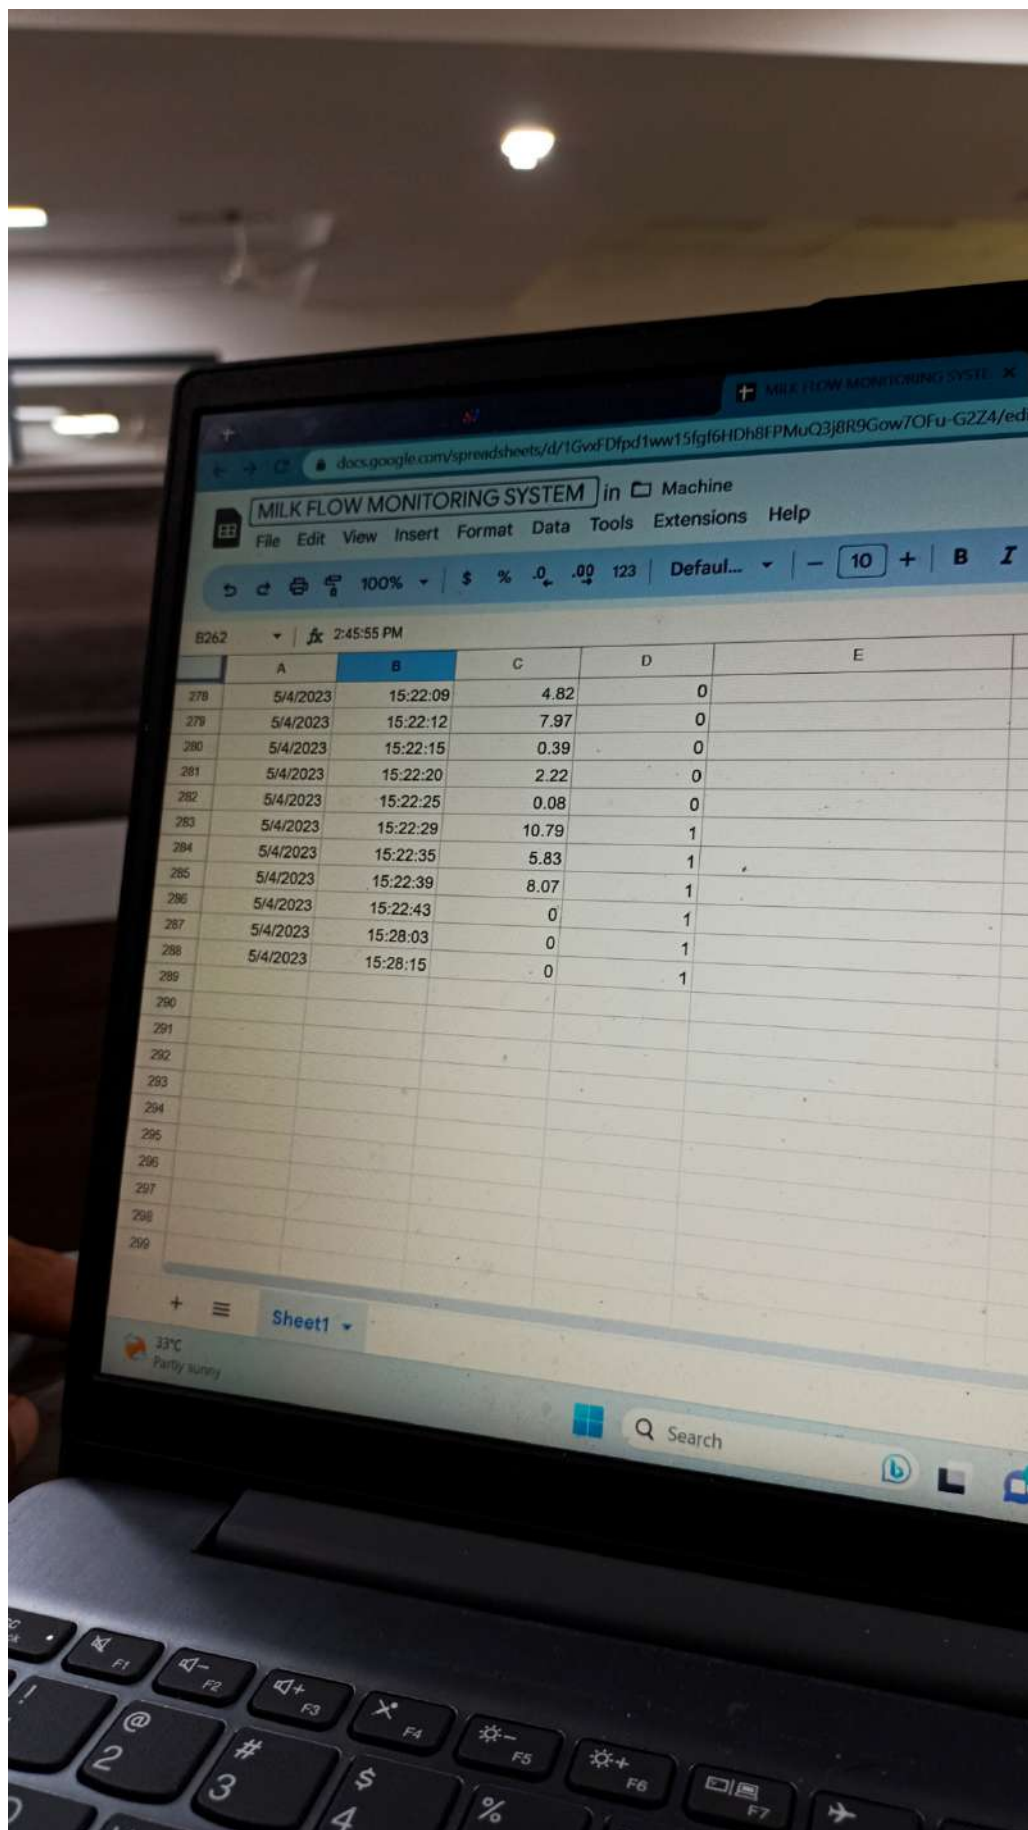 MILK FLOW MONITORING SYSTE
docs.google.com/spreadsheets/d/1GvxFDfpd1ww15fgf6HDh8FPMuQ3j8R9Gow7OFu-G2Z4/edi
MILK FLOW MONITORING SYSTEM in Machine
File Edit View Insert Format Data Tools Extensions Help
100% $ % .0 .00 123 Defaul... − 10 + B I
B262 fx 2:45:55 PM
A B C D E
278 5/4/2023 15:22:09 4.82 0
279 5/4/2023 15:22:12 7.97 0
280 5/4/2023 15:22:15 0.39 0
281 5/4/2023 15:22:20 2.22 0
282 5/4/2023 15:22:25 0.08 0
283 5/4/2023 15:22:29 10.79 1
284 5/4/2023 15:22:35 5.83 1
285 5/4/2023 15:22:39 8.07 1
286 5/4/2023 15:22:43 0 1
287 5/4/2023 15:28:03 0 1
288 5/4/2023 15:28:15 0 1
289
290
291
292
293
294
295
296
297
298
299
+ Sheet1
33°C
Partly sunny
Search
F1 F2 F3 F4 F5 F6 F7
! @ # $ %
2 3 4